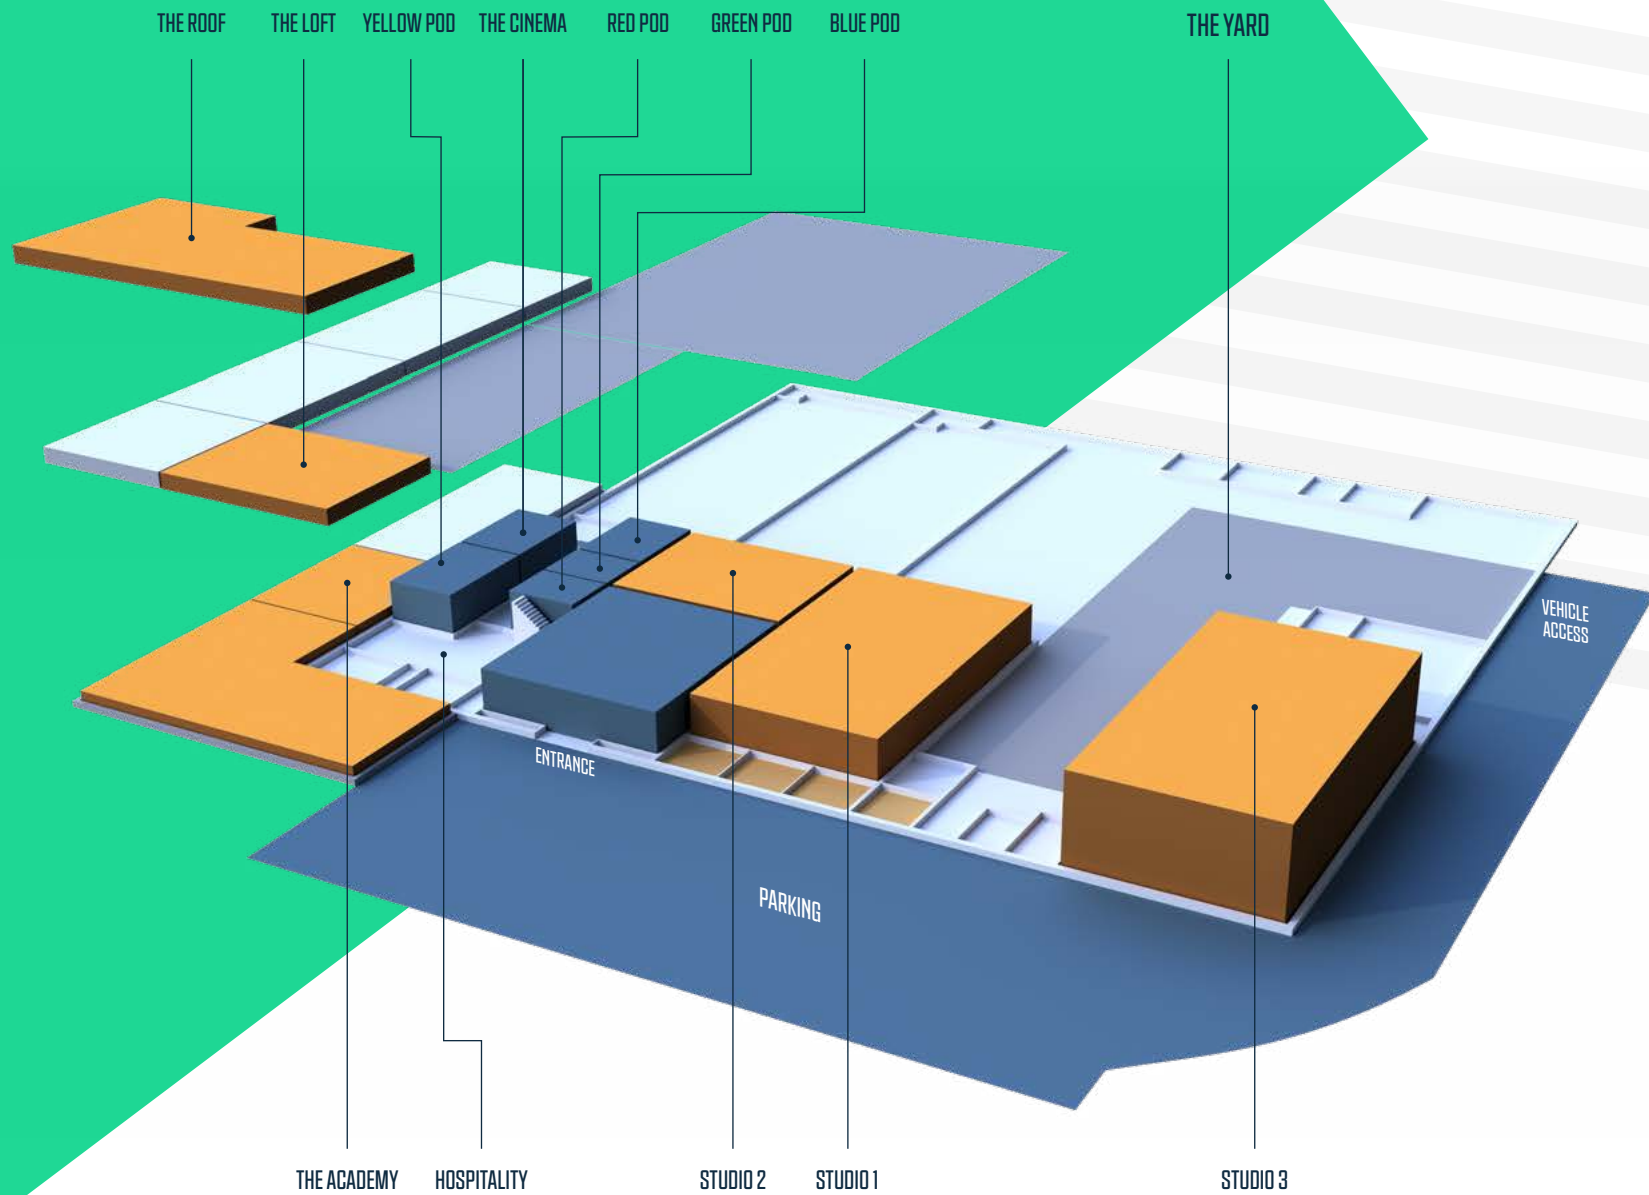 THE ROOF
THE LOFT
YELLOW POD
THE CINEMA
RED POD
GREEN POD
BLUE POD
THE YARD
VEHICLE
ACCESS
ENTRANCE
PARKING
THE ACADEMY
HOSPITALITY
STUDIO 2
STUDIO 1
STUDIO 3